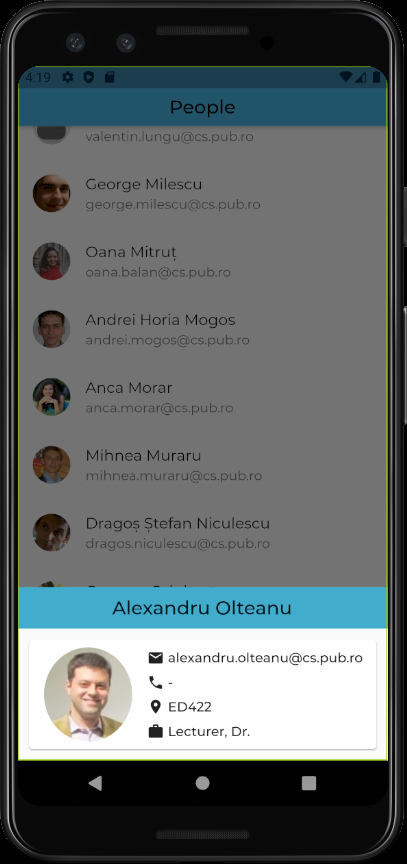 4:19
People
valentin.lungu@cs.pub.ro
George Milescu
george.milescu@cs.pub.ro
Oana Mitruț
oana.balan@cs.pub.ro
Andrei Horia Mogos
andrei.mogos@cs.pub.ro
Anca Morar
anca.morar@cs.pub.ro
Mihnea Muraru
mihnea.muraru@cs.pub.ro
Dragoș Ștefan Niculescu
dragos.niculescu@cs.pub.ro
Alexandru Olteanu
alexandru.olteanu@cs.pub.ro
-
ED422
Lecturer, Dr.